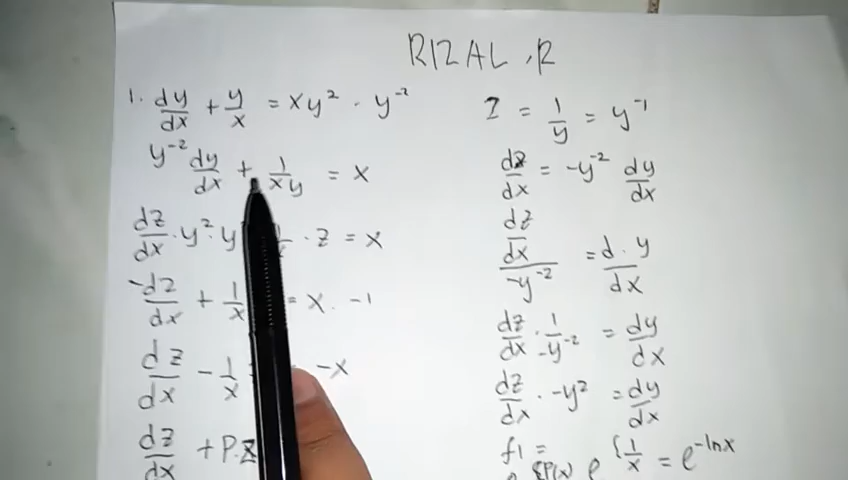 RIZAL .R
1. dy/dx + y/x = xy² · y⁻²
y⁻² dy/dx + 1/xy = x
dz/dx · y² · y
· z = x
-dz/dx + 1/x
= x · -1
dz/dx - 1/x
-x
dz/dx + P.Z
= 1/y = y⁻¹
dz/dx = -y⁻² dy/dx
dz/dx / -y⁻² = d · y/dx
dz/dx · 1/-y⁻² = dy/dx
dz/dx · -y² = dy/dx
f1 =
1/x = e^-lnx
P(x) e